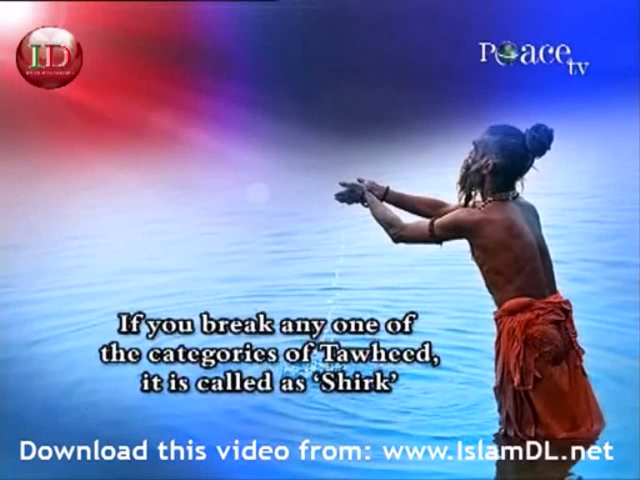 ID
Peace
tv
If you break any one of
the categories of Tawheed,
it is called as 'Shirk'
Download this video from: www.IslamDL.net